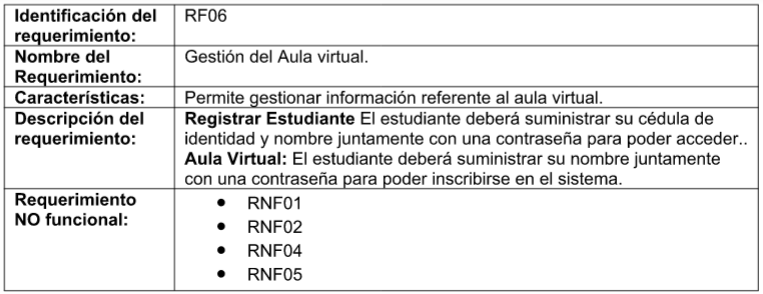 Identificación del requerimiento:
RF06
Nombre del Requerimiento:
Gestión del Aula virtual.
Características:
Permite gestionar información referente al aula virtual.
Descripción del requerimiento:
Registrar Estudiante El estudiante deberá suministrar su cédula de
identidad y nombre juntamente con una contraseña para poder acceder..
Aula Virtual: El estudiante deberá suministrar su nombre juntamente
con una contraseña para poder inscribirse en el sistema.
Requerimiento NO funcional:
• RNF01
• RNF02
• RNF04
• RNF05